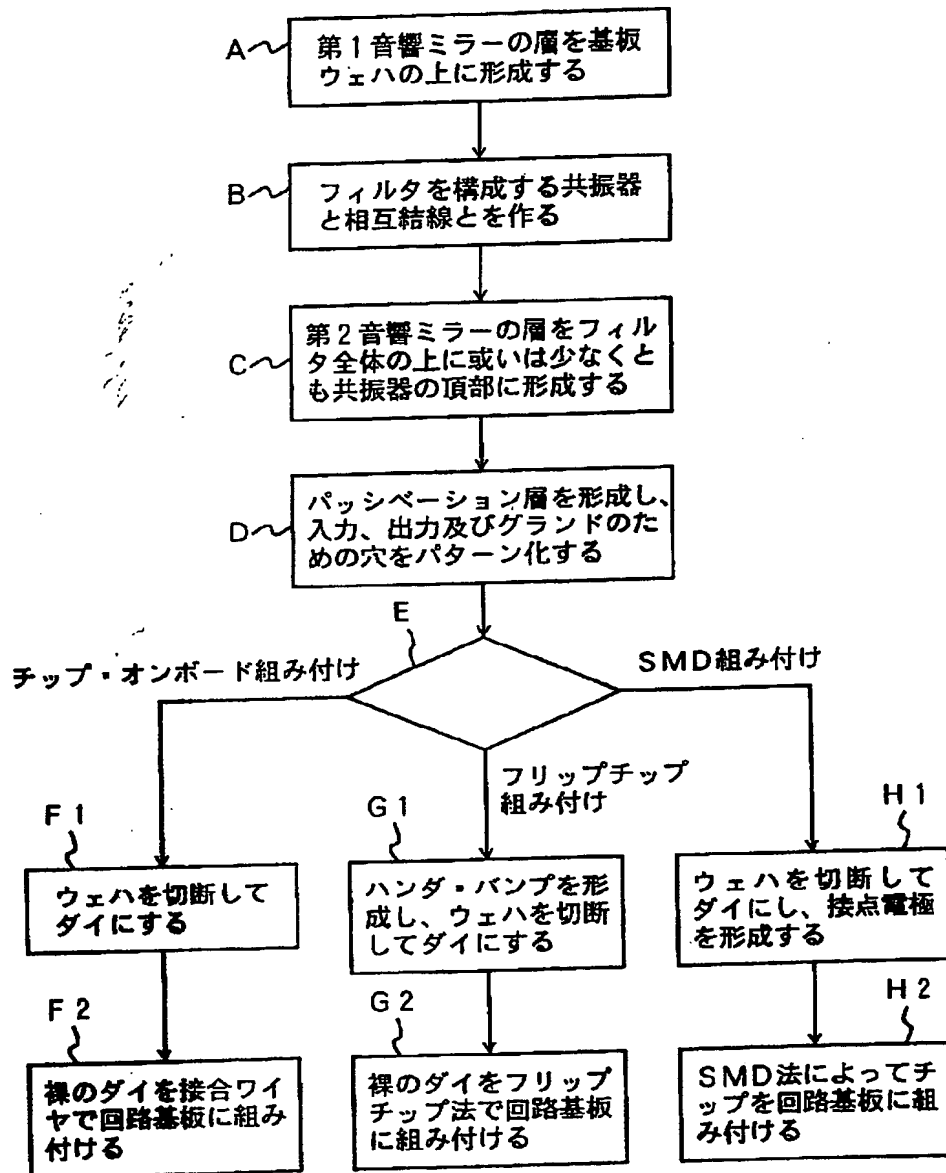 A
第1音響ミラーの層を基板
ウェハの上に形成する
B
フィルタを構成する共振器
と相互結線とを作る
C
第2音響ミラーの層をフィル
タ全体の上に或いは少なくと
も共振器の頂部に形成する
D
パッシベーション層を形成し、
入力、出力及びグランドのた
めの穴をパターン化する
E
チップ・オンボード組み付け
SMD組み付け
フリップチップ
組み付け
F1
ウェハを切断して
ダイにする
G1
ハンダ・バンプを形
成し、ウェハを切断
してダイにする
H1
ウェハを切断して
ダイにし、接点電極
を形成する
F2
裸のダイを接合ワイ
ヤで回路基板に組み
付ける
G2
裸のダイをフリップ
チップ法で回路基板
に組み付ける
H2
SMD法によってチ
ップを回路基板に組
み付ける